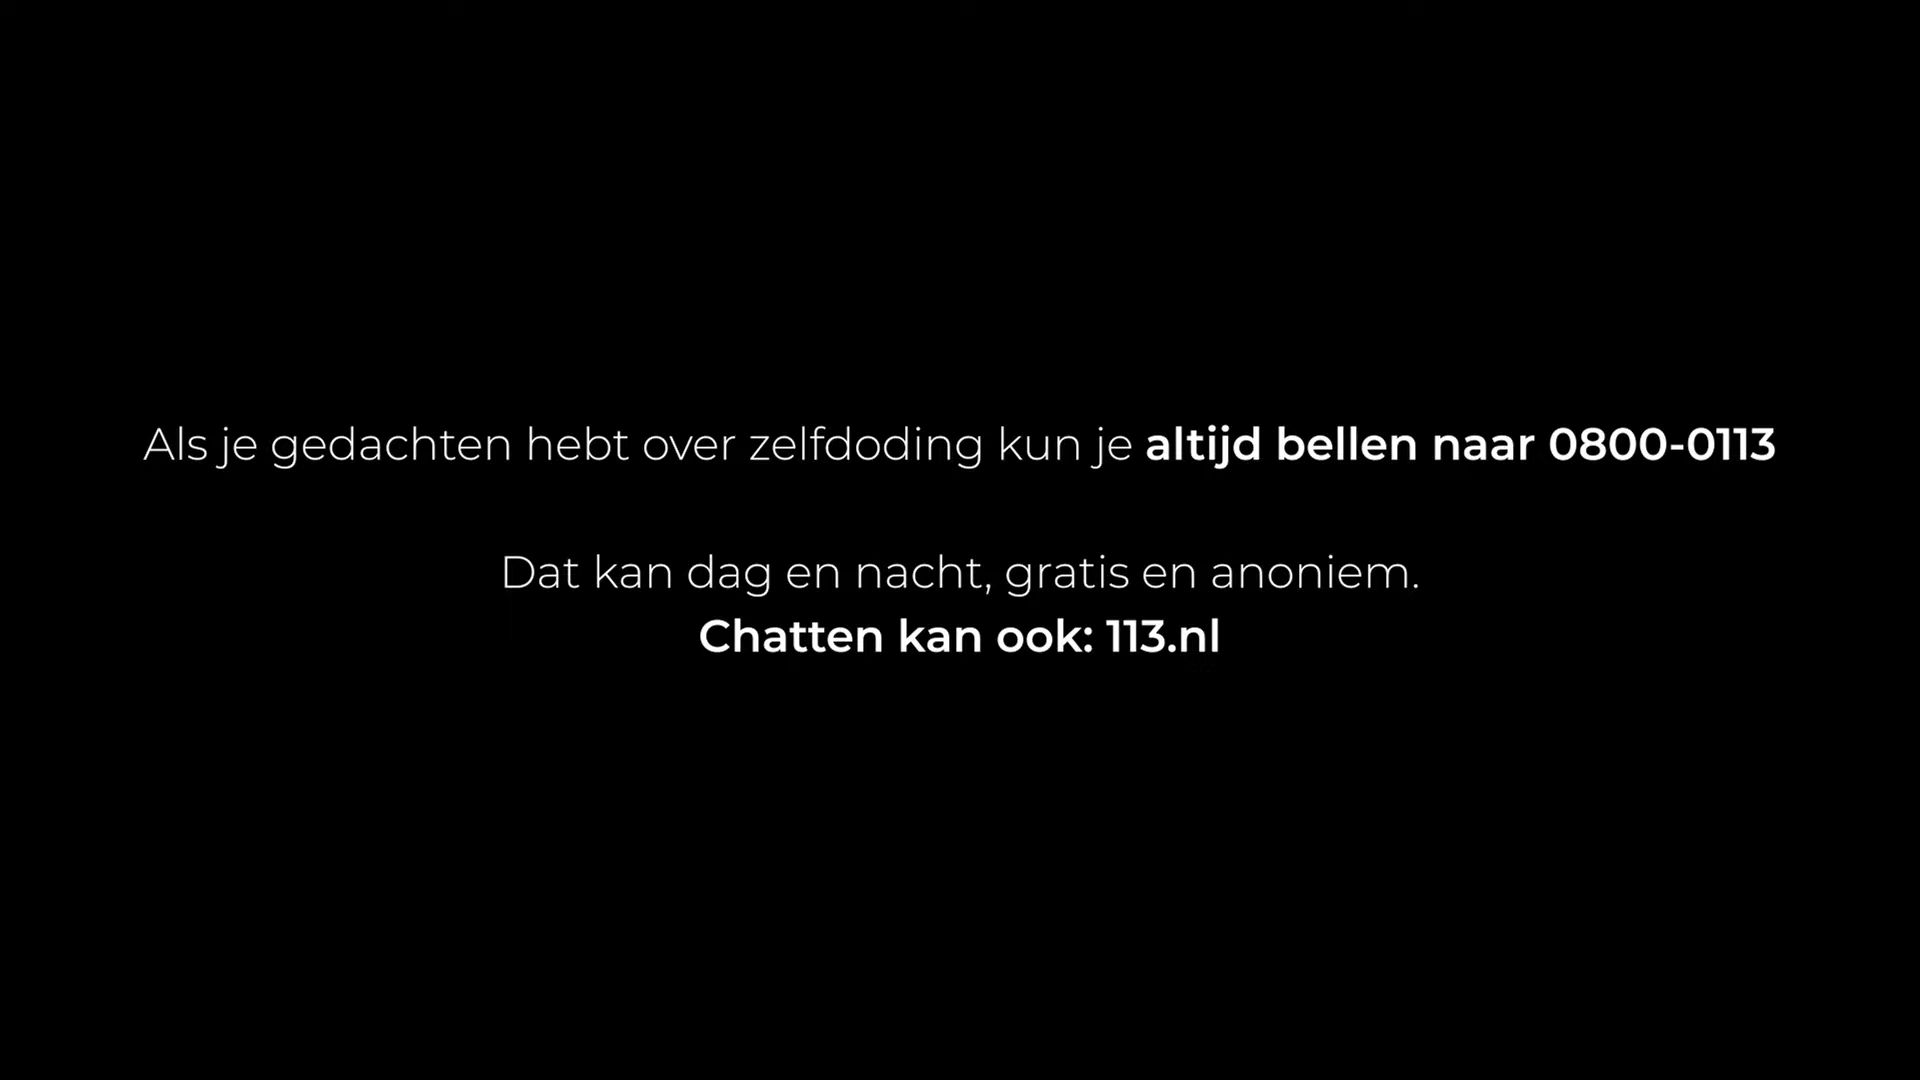 Als je gedachten hebt over zelfdoding kun je altijd bellen naar 0800-0113
Dat kan dag en nacht, gratis en anoniem.
Chatten kan ook: 113.nl